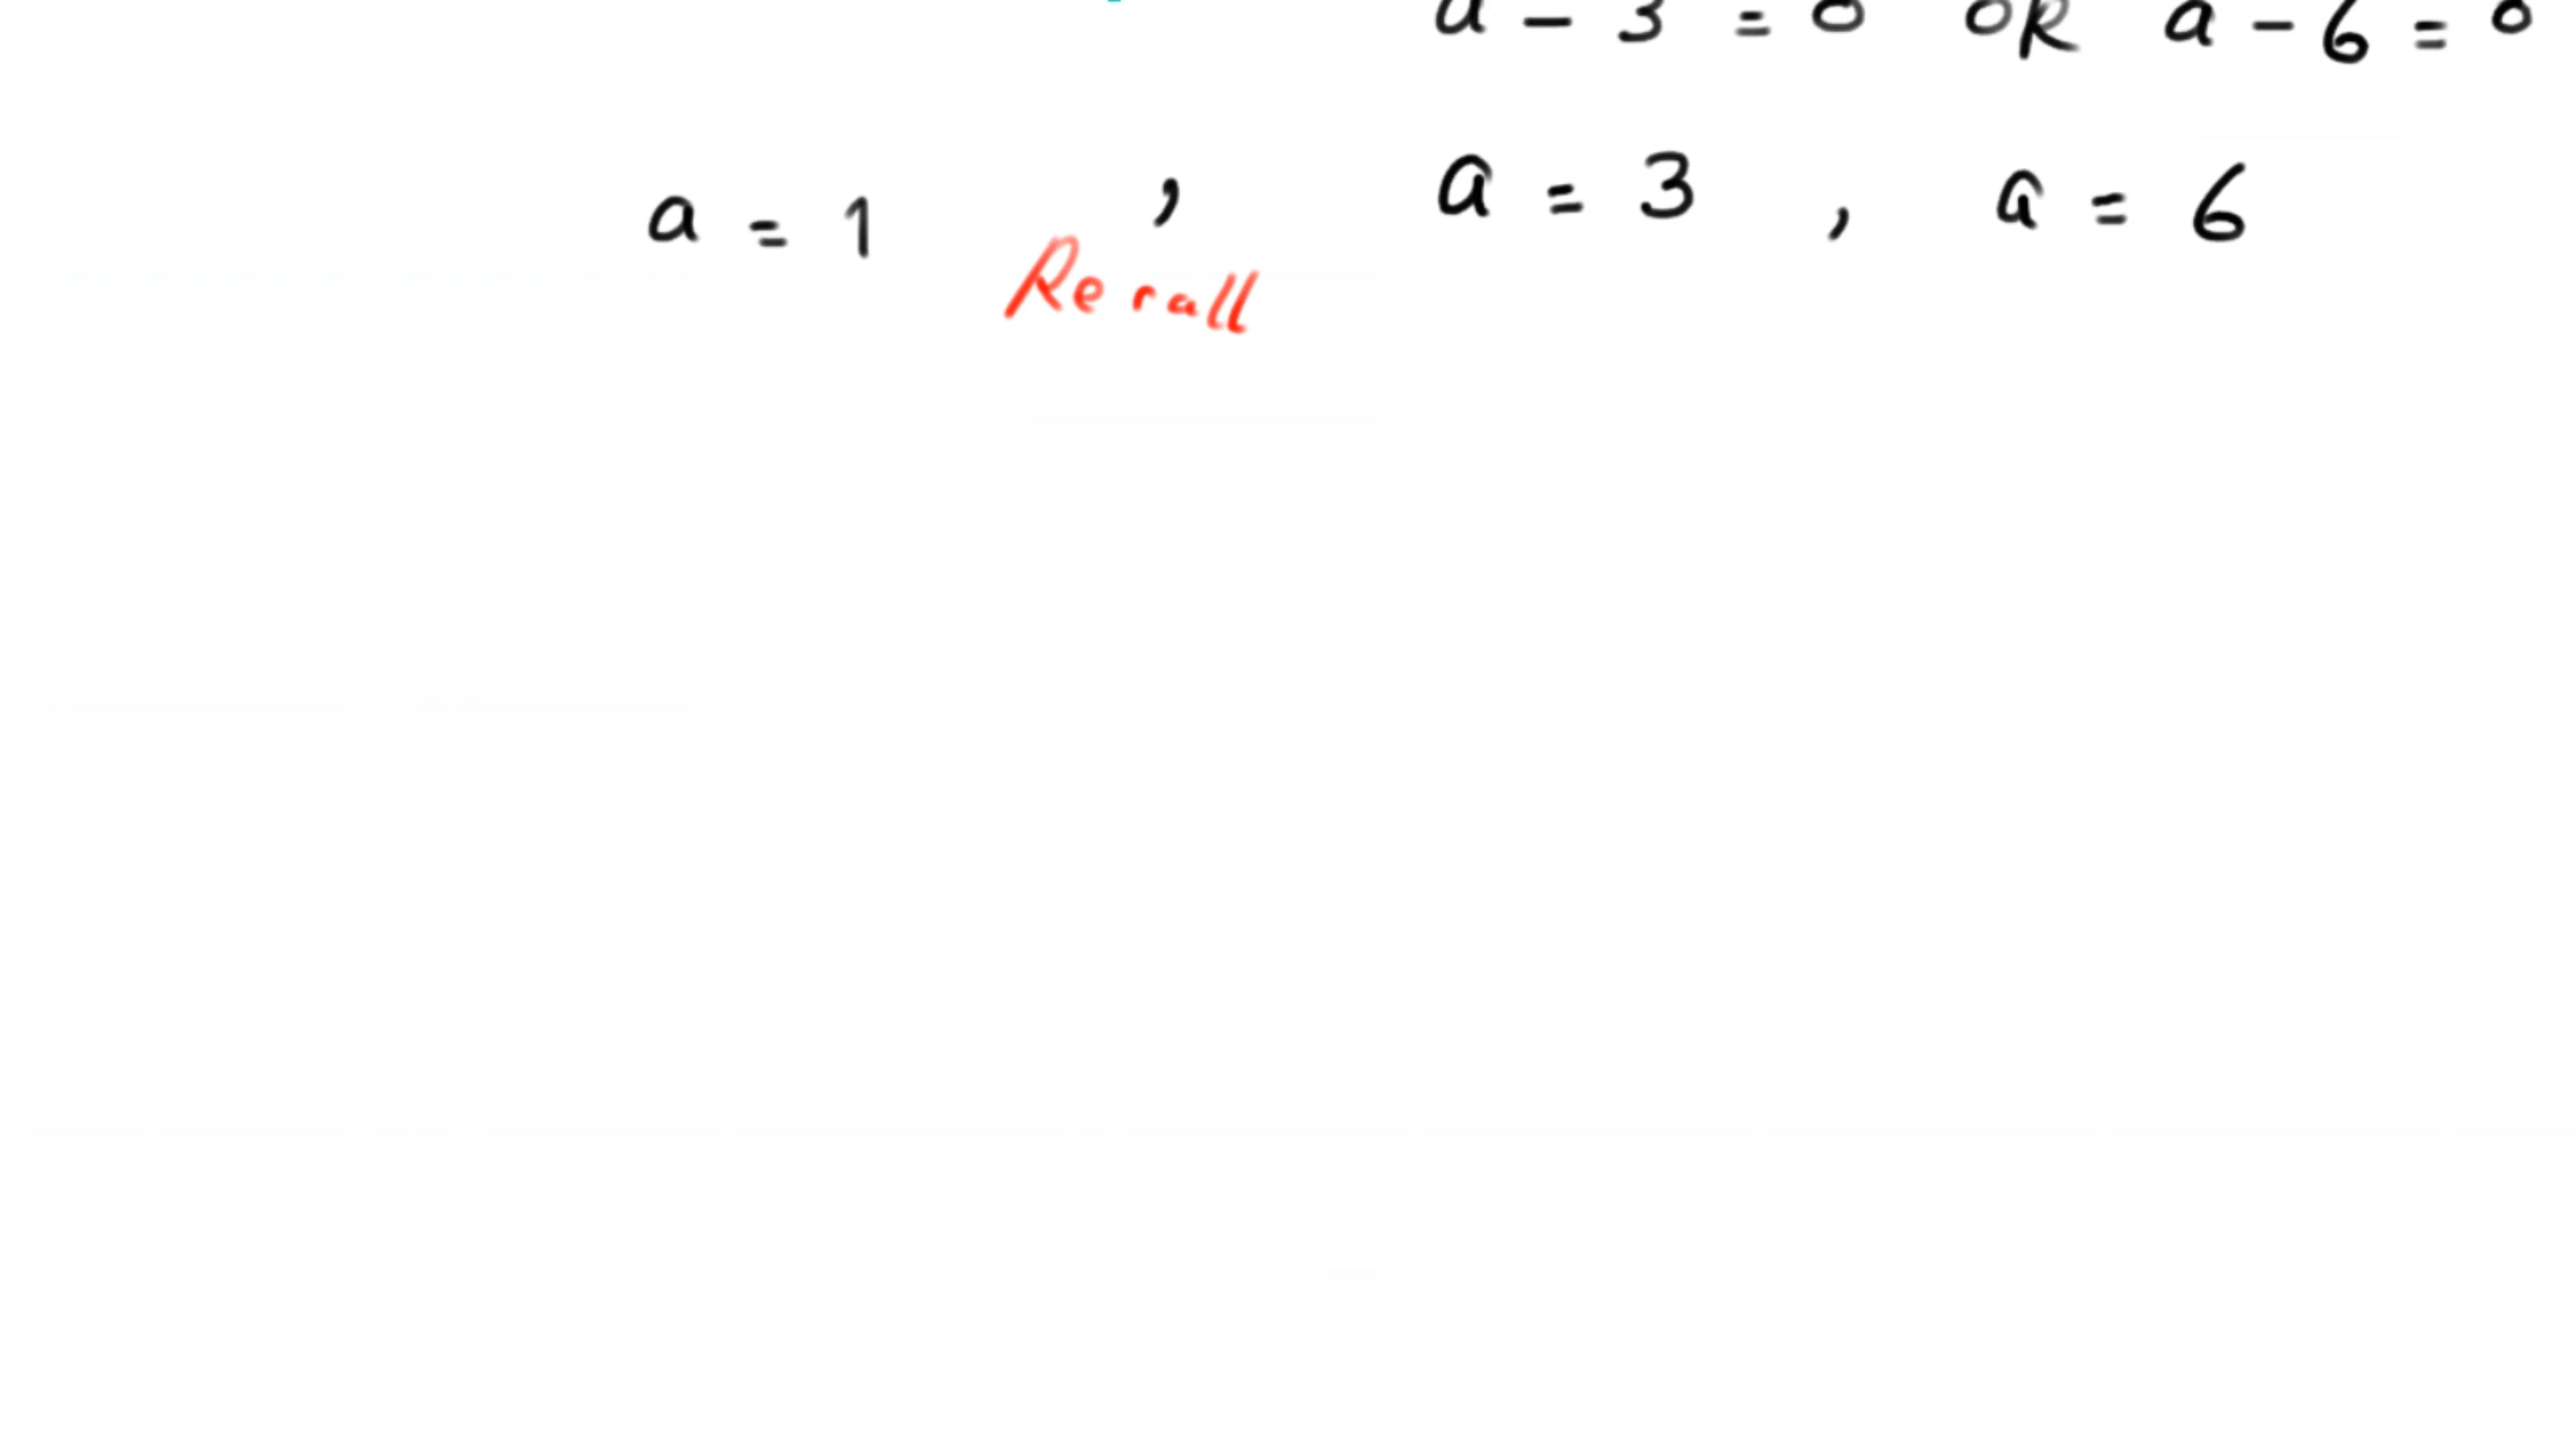 a - 3 = 0 OR a - 6 = 0
a = 1 , a = 3 , a = 6
Recall